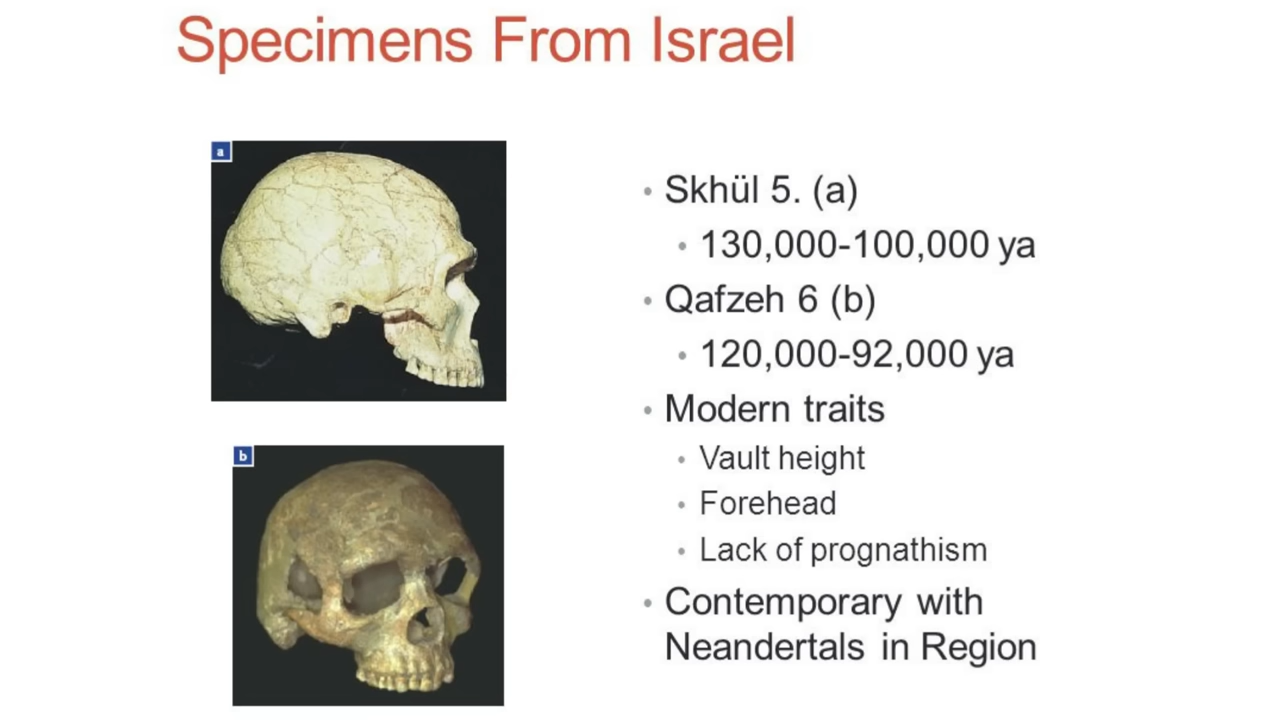 Specimens From Israel
a
• Skhül 5. (a)
• 130,000-100,000 ya
• Qafzeh 6 (b)
• 120,000-92,000 ya
• Modern traits
• Vault height
• Forehead
• Lack of prognathism
• Contemporary with
Neandertals in Region
b